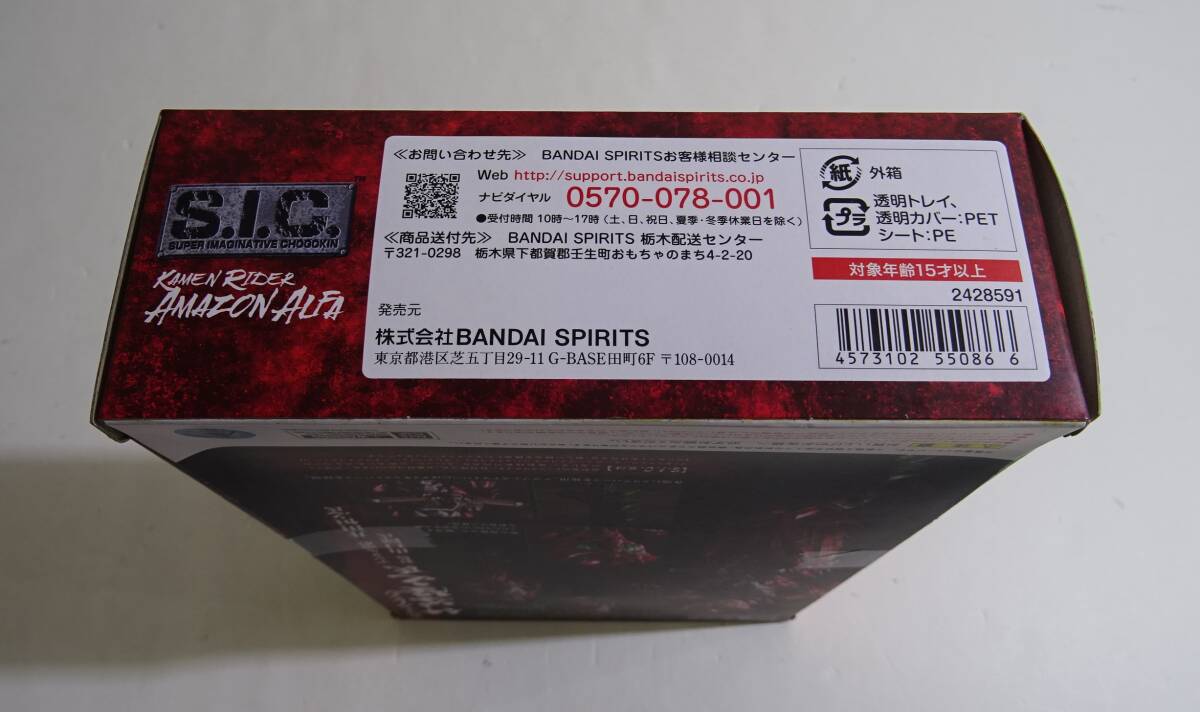 S.I.C.
™
SUPER IMAGINATIVE CHOGOKIN
KAMEN RIDER
AMAZON ALFA
≪お問い合わせ先≫ BANDAI SPIRITSお客様相談センター
Web http://support.bandaispirits.co.jp
ナビダイヤル 0570-078-001
●受付時間 10時〜17時(土、日、祝日、夏季・冬季休業日を除く)
≪商品送付先≫ BANDAI SPIRITS 栃木配送センター
〒321-0298 栃木県下都賀郡壬生町おもちゃのまち4-2-20
発売元
株式会社BANDAI SPIRITS
東京都港区芝五丁目29-11 G-BASE田町6F 〒108-0014
紙 外箱
プラ 透明トレイ、
透明カバー:PET
シート:PE
対象年齢15才以上
2428591
4573102 55086 6